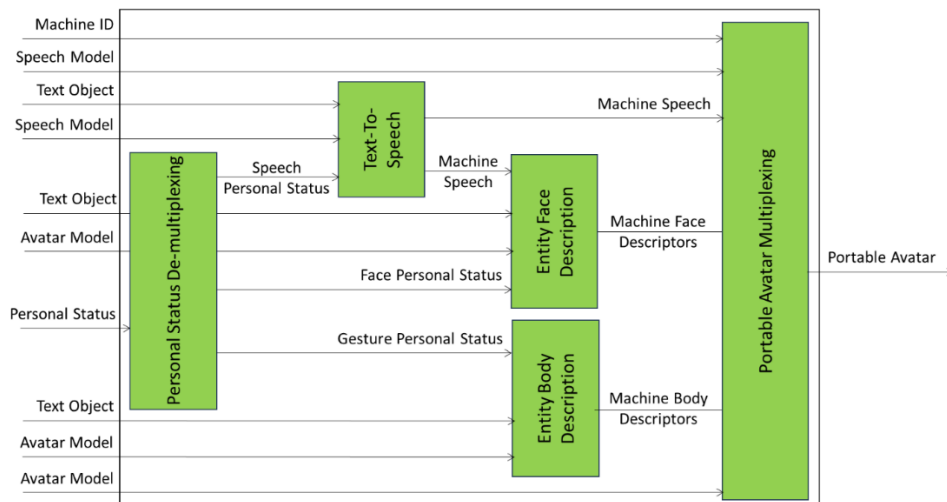 Machine ID
Speech Model
Text Object
Speech Model
Text Object
Avatar Model
Personal Status
Text Object
Avatar Model
Avatar Model
Personal Status De-multiplexing
Speech
Personal Status
Face Personal Status
Gesture Personal Status
Text-To-
Speech
Machine
Speech
Machine Speech
Entity Face
Description
Entity Body
Description
Machine Face
Descriptors
Machine Body
Descriptors
Portable Avatar Multiplexing
Portable Avatar